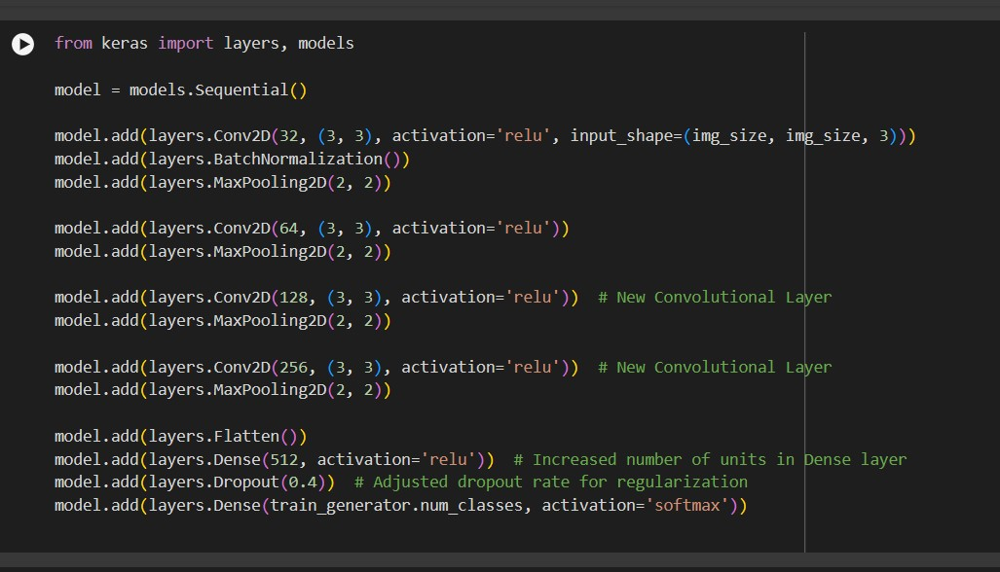 from keras import layers, models
model = models.Sequential()
model.add(layers.Conv2D(32, (3, 3), activation='relu', input_shape=(img_size, img_size, 3)))
model.add(layers.BatchNormalization())
model.add(layers.MaxPooling2D(2, 2))
model.add(layers.Conv2D(64, (3, 3), activation='relu'))
model.add(layers.MaxPooling2D(2, 2))
model.add(layers.Conv2D(128, (3, 3), activation='relu'))  # New Convolutional Layer
model.add(layers.MaxPooling2D(2, 2))
model.add(layers.Conv2D(256, (3, 3), activation='relu'))  # New Convolutional Layer
model.add(layers.MaxPooling2D(2, 2))
model.add(layers.Flatten())
model.add(layers.Dense(512, activation='relu'))  # Increased number of units in Dense layer
model.add(layers.Dropout(0.4))  # Adjusted dropout rate for regularization
model.add(layers.Dense(train_generator.num_classes, activation='softmax'))